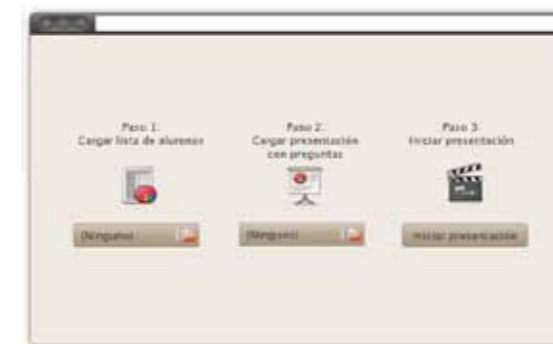 Paso 1.
Cargar lista de alumnos
(Ninguno)
Paso 2.
Cargar presentación
con preguntas
(Ninguno)
Paso 3.
Iniciar presentación
Iniciar presentación